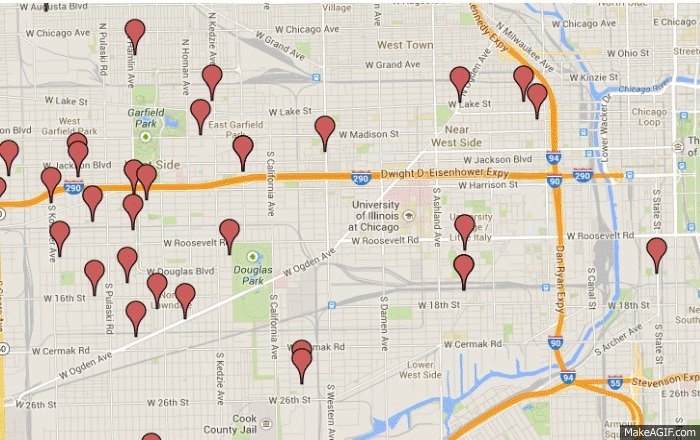 W Augusta Blvd
Village
W Chicago Ave
W Chicago Ave
Kennedy Expy
N Milwaukee Ave
W Grand Ave
West Town
W Ohio St
W Grand Ave
N Pulaski Rd
Hamlin Ave
N Homan Ave
N Kedzie Ave
N Ogden Ave
W Kinzie St
Chicago River
W Lake St
W Lake St
W Lake St
Garfield
Park
West
Garfield Park
East Garfield
Park
W Madison St
Near
West Side
Lower Wacker Dr
Chicago
Loop
W Jackson Blvd
West Side
W Jackson Blvd
94
290
290
Dwight D. Eisenhower Expy
290
90
W Harrison St
S California Ave
University
of Illinois
at Chicago
S Ashland Ave
University
Little Italy
S State St
W Roosevelt Rd
W Roosevelt Rd
W Roosevelt Rd
Douglas
Park
W Ogden Ave
W Douglas Blvd
Dan Ryan Expy
S Canal St
W 16th St
S Pulaski Rd
North
Lawndale
W 18th St
W 18th St
Near
South
S California Ave
S Damen Ave
S Archer Ave
S State St
W Cermak Rd
W Cermak Rd
W Cermak Rd
90
50
W Ogden Ave
S Kedzie Ave
Lower
West Side
94
55
Stevenson Expy
W 26th St
W 26th St
S Western Ave
Cook
County Jail
Armour
MakeAGIF.com